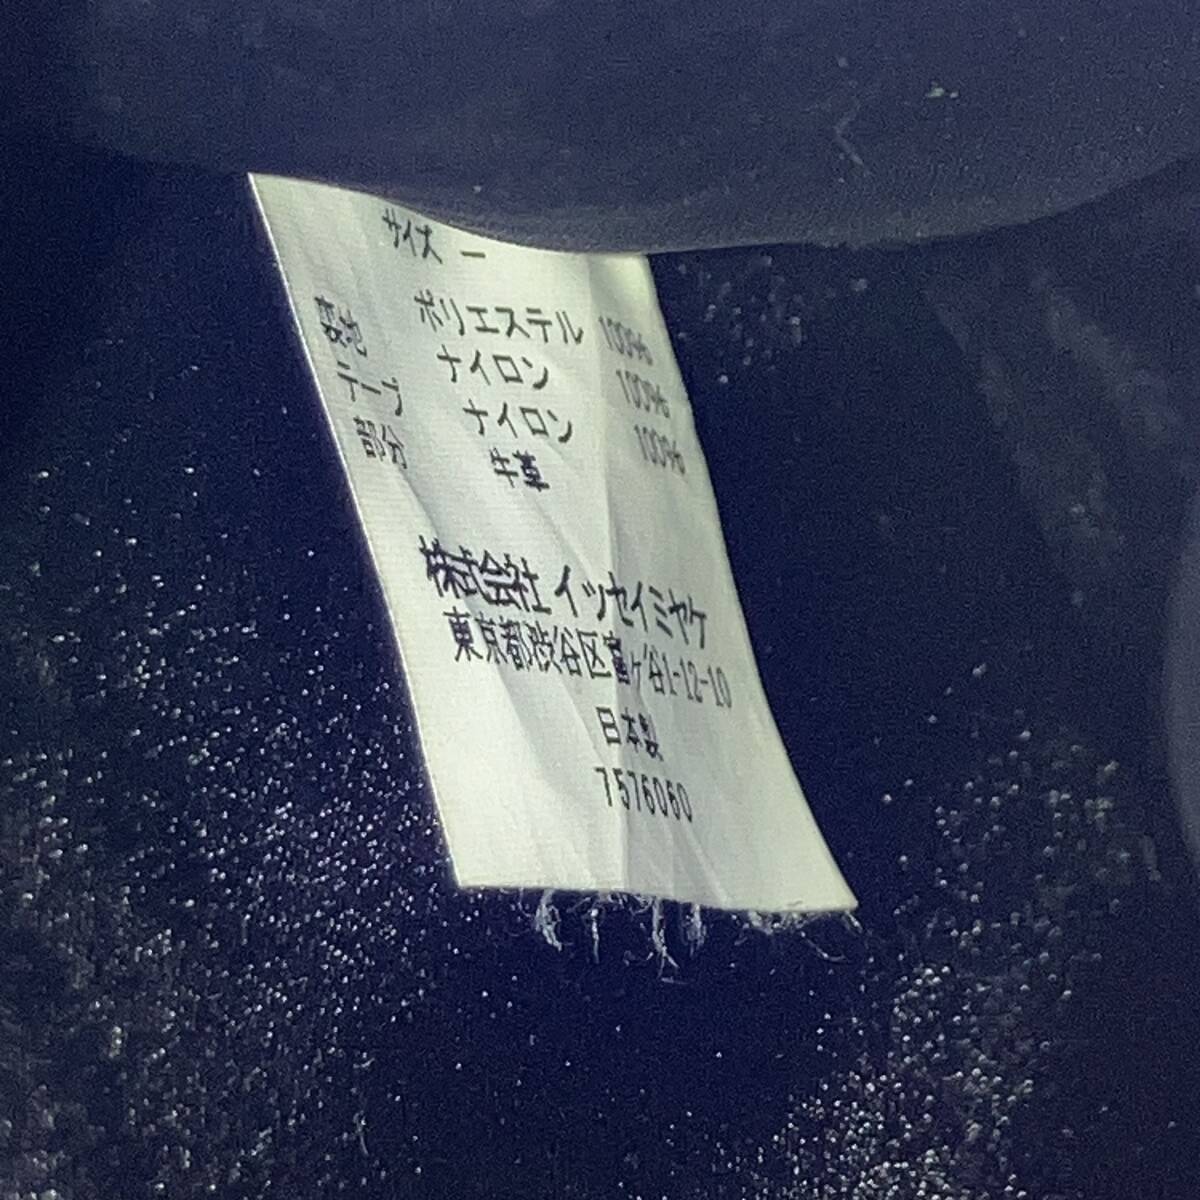 サイズ ー
ポリエステル 100%
裏地 ナイロン 100%
テープ ナイロン 100%
部分 牛革
株式会社 イッセイミヤケ
東京都渋谷区富ヶ谷1-12-10
日本製
7576060